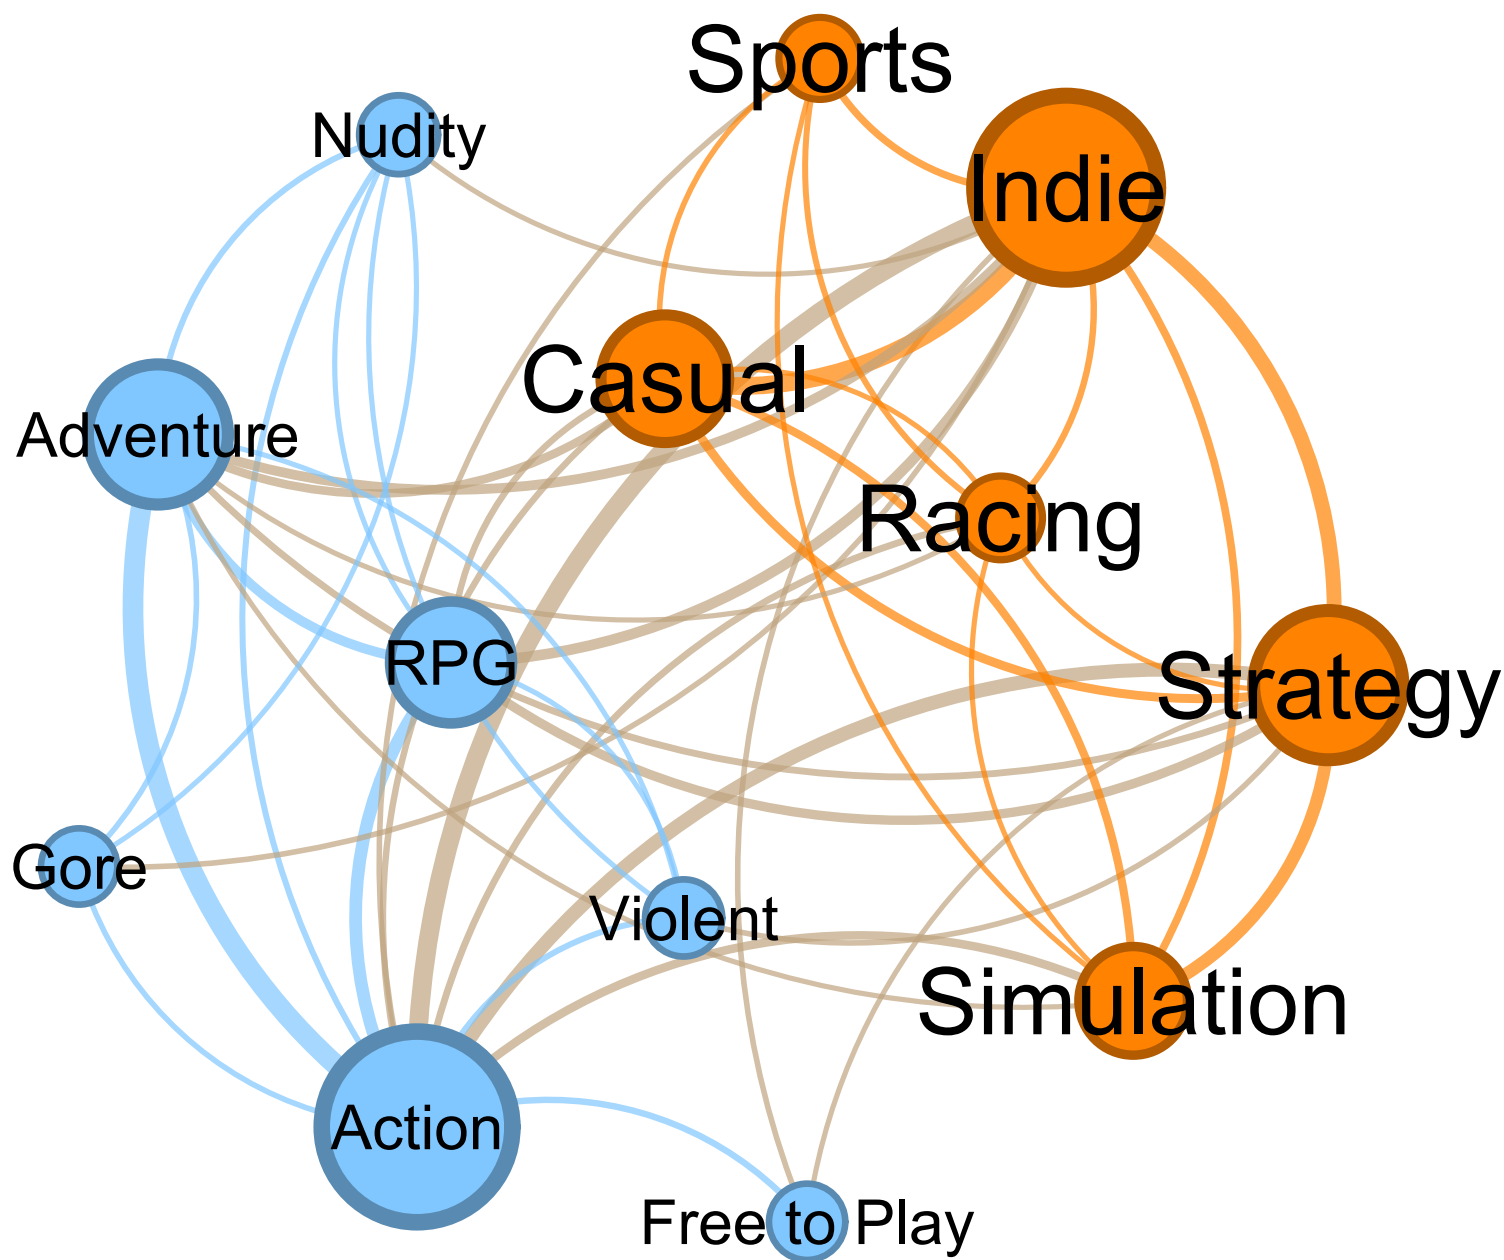 Sports
Nudity
Indie
Casual
Adventure
Racing
RPG
Strategy
Gore
Violent
Simulation
Action
Free to Play